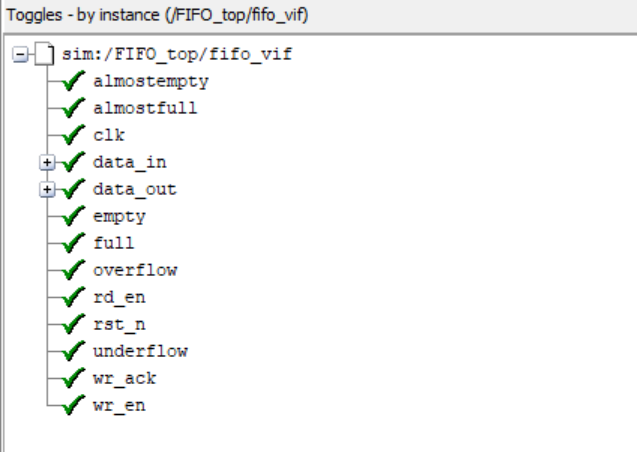 Toggles - by instance (/FIFO_top/fifo_vif)
sim:/FIFO_top/fifo_vif
almostempty
almostfull
clk
data_in
data_out
empty
full
overflow
rd_en
rst_n
underflow
wr_ack
wr_en